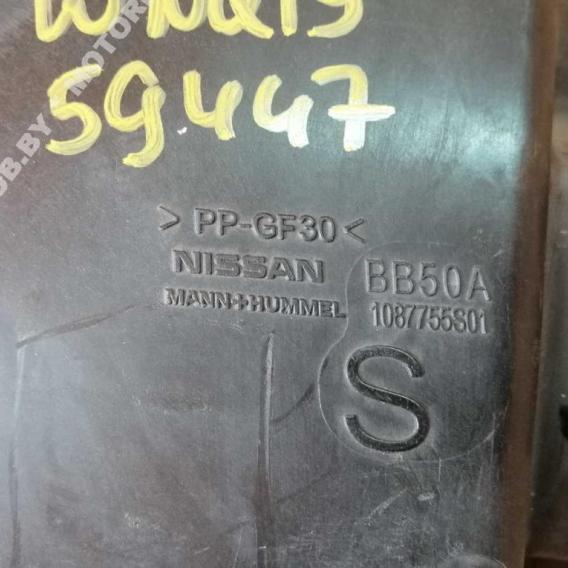 59447
> PP-GF30 <
NISSAN BB50A
MANN+HUMMEL 1087755S01
S